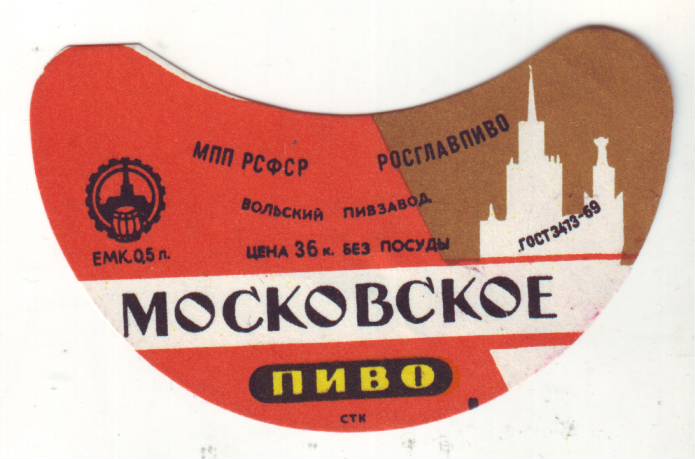 МПП РСФСР РОСГЛАВПИВО
ВОЛЬСКИЙ ПИВЗАВОД
ЕМК. 0,5 л.
ЦЕНА 36 к. БЕЗ ПОСУДЫ
ГОСТ 3473-69
МОСКОВСКОЕ
ПИВО
СТК